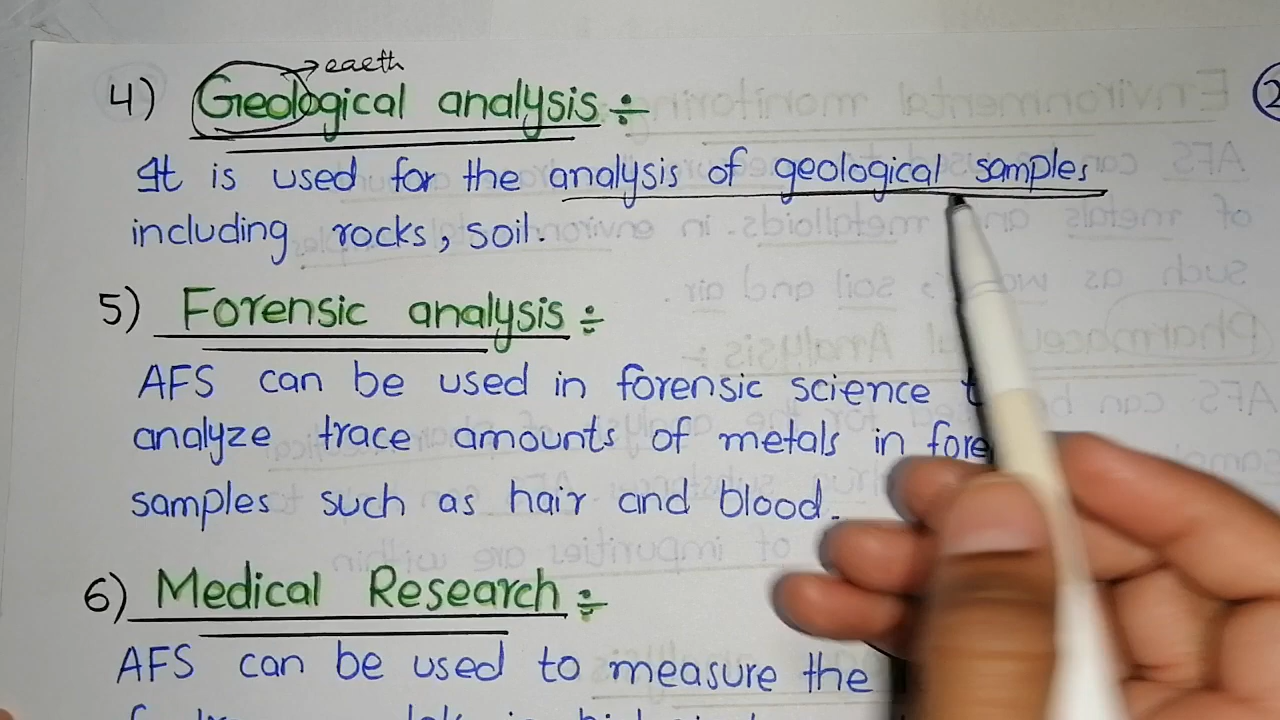 → earth
4) Geological analysis ÷
It is used for the analysis of geological samples
including rocks, soil.
5) Forensic analysis ÷
AFS can be used in forensic science
analyze trace amounts of metals in
samples such as hair and blood.
6) Medical Research ÷
AFS can be used to measure the
2